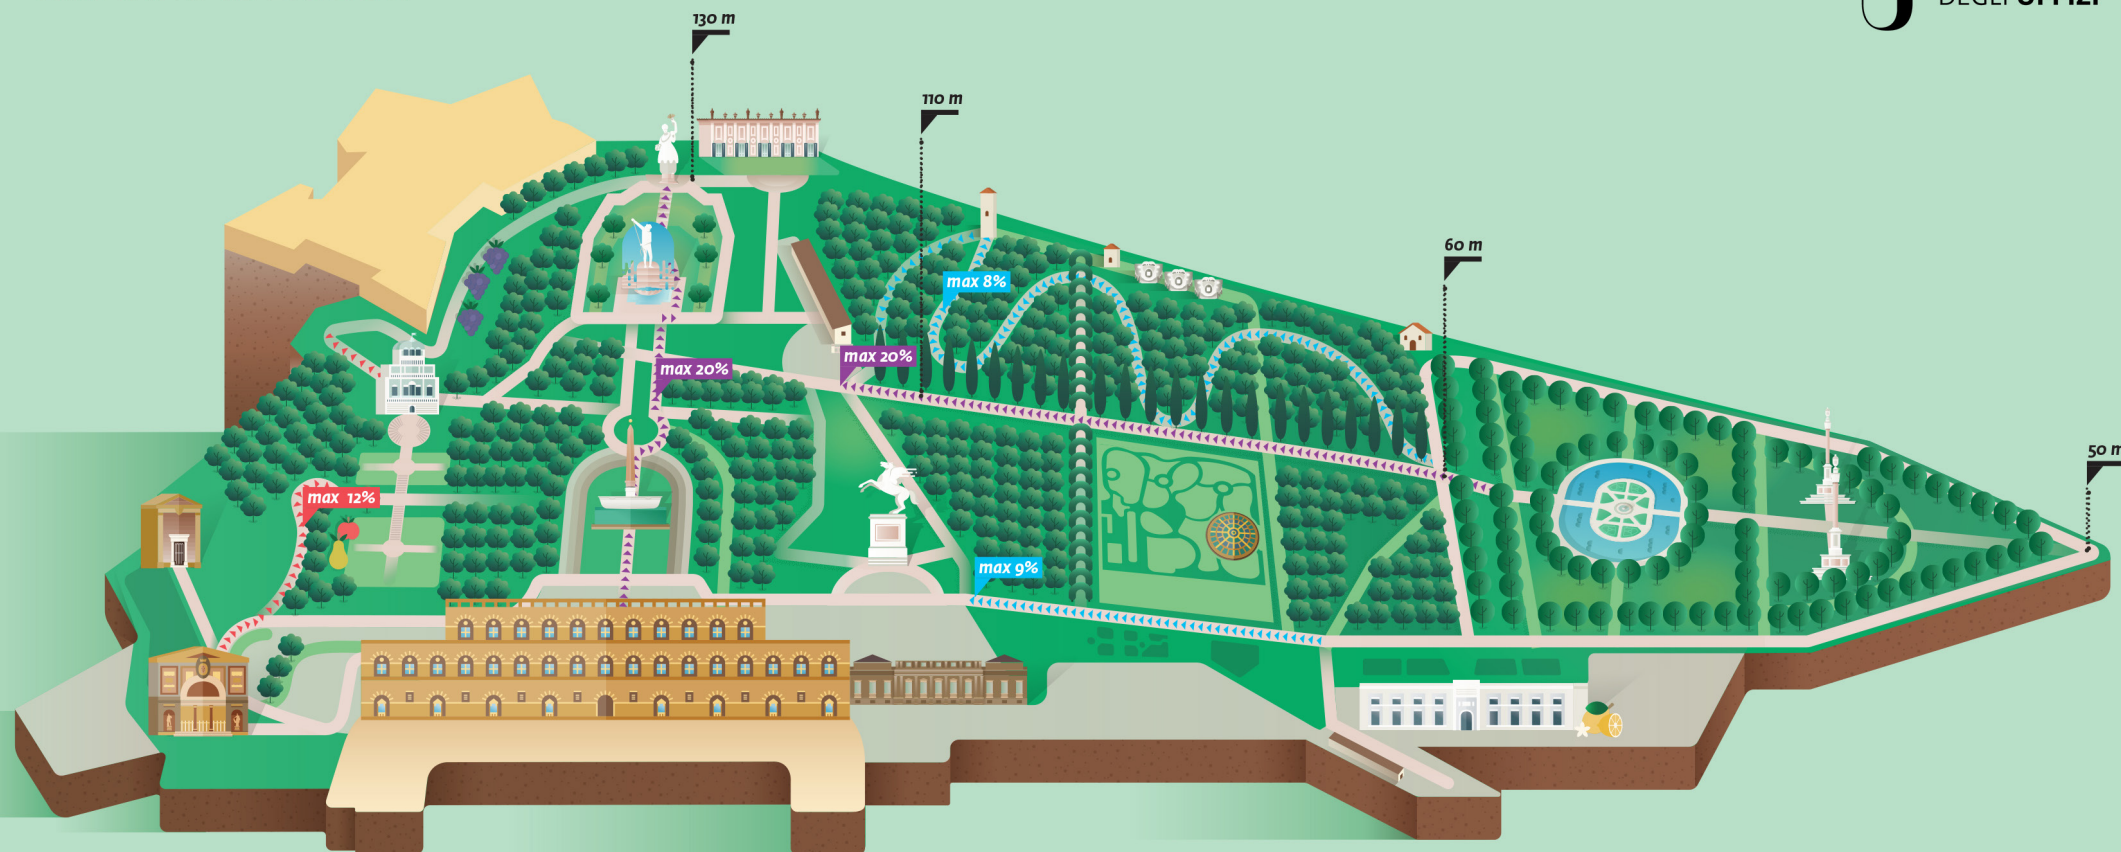 DEGLI UFFIZI
130 m
110 m
60 m
50 m
max 8%
max 20%
max 20%
max 12%
max 9%